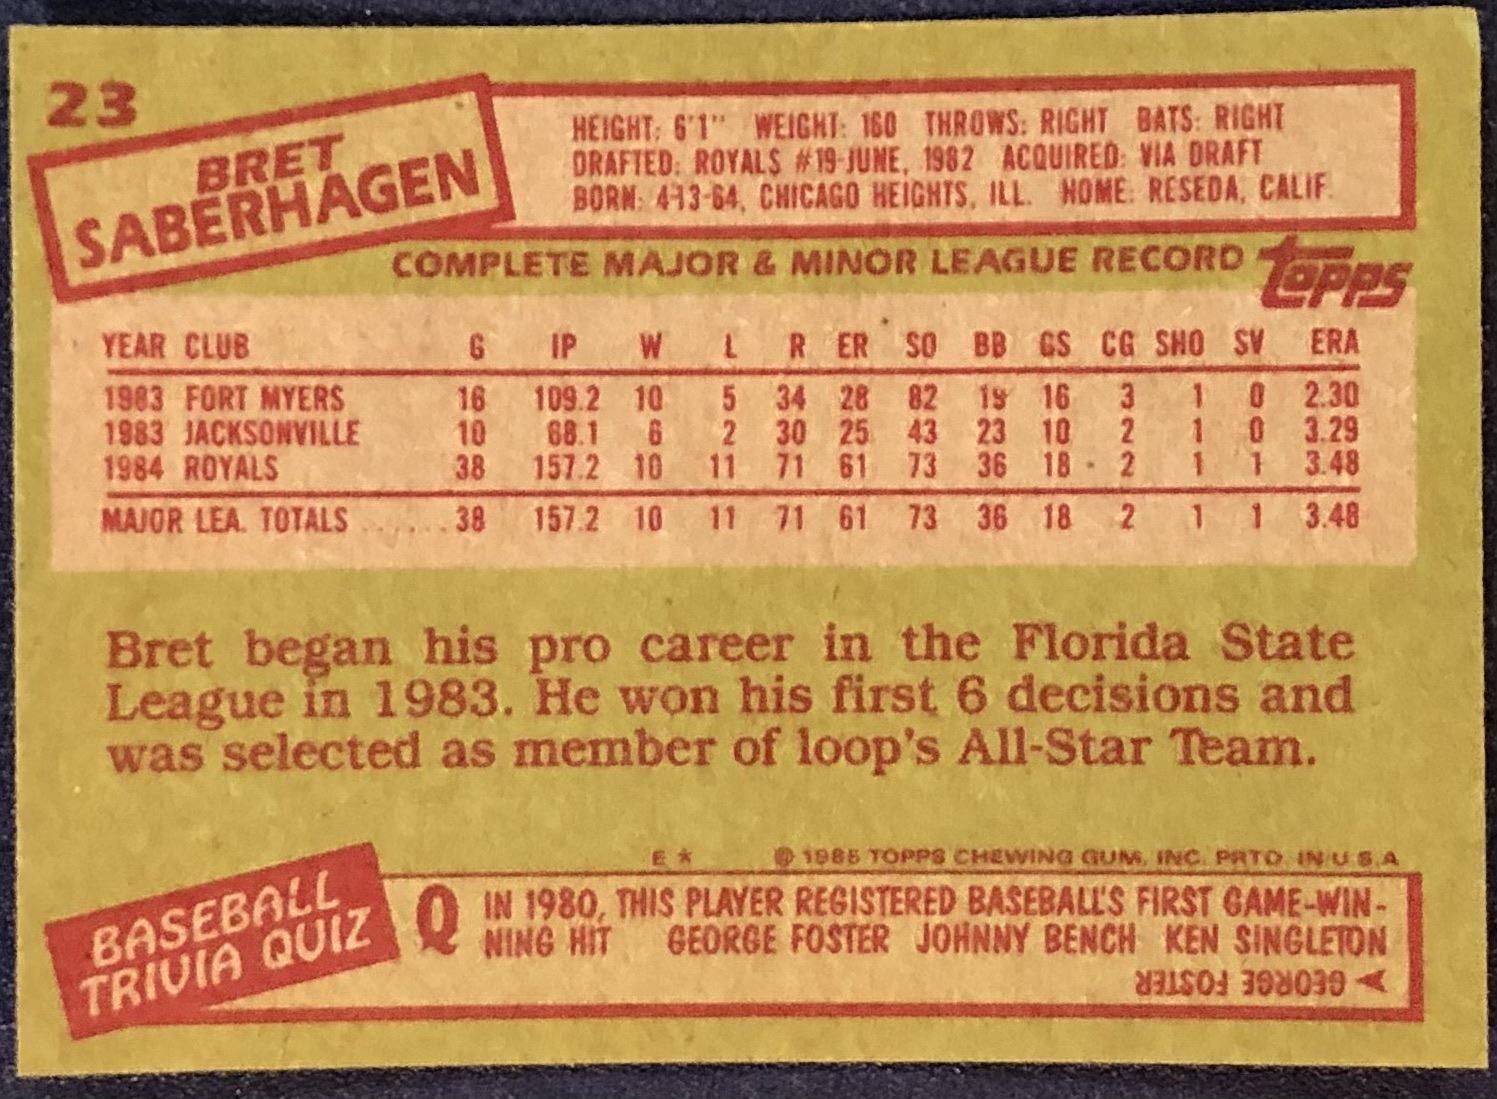 23
BRET
SABERHAGEN
HEIGHT: 6'1" WEIGHT: 160 THROWS: RIGHT BATS: RIGHT
DRAFTED: ROYALS #19-JUNE, 1982 ACQUIRED: VIA DRAFT
BORN: 4-13-64, CHICAGO HEIGHTS, ILL. HOME: RESEDA, CALIF.
COMPLETE MAJOR & MINOR LEAGUE RECORD topps
YEAR CLUB G IP W L R ER SO BB GS CG SHO SV ERA
1983 FORT MYERS 16 109.2 10 5 34 28 82 19 16 3 1 0 2.30
1983 JACKSONVILLE 10 68.1 6 2 30 25 43 23 10 2 1 0 3.29
1984 ROYALS 38 157.2 10 11 71 61 73 36 18 2 1 1 3.48
MAJOR LEA. TOTALS ....... 38 157.2 10 11 71 61 73 36 18 2 1 1 3.48
Bret began his pro career in the Florida State
League in 1983. He won his first 6 decisions and
was selected as member of loop's All-Star Team.
E * © 1985 TOPPS CHEWING GUM, INC. PRTD. IN U.S.A.
BASEBALL
TRIVIA QUIZ
Q IN 1980, THIS PLAYER REGISTERED BASEBALL'S FIRST GAME-WIN-
NING HIT GEORGE FOSTER JOHNNY BENCH KEN SINGLETON
GEORGE FOSTER